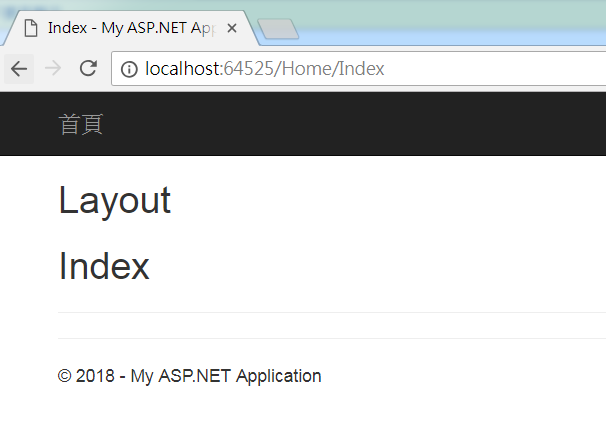 Index - My ASP.NET App
localhost:64525/Home/Index
首頁
Layout
Index
© 2018 - My ASP.NET Application